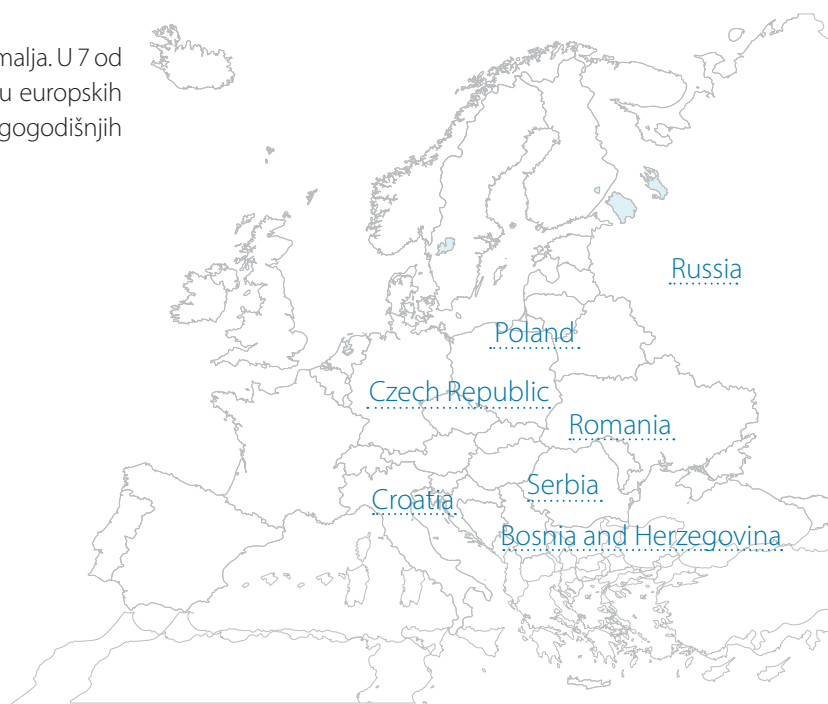 malja. U 7 od
u europskih
gogodišnjih
Russia
Poland
Czech Republic
Romania
Serbia
Croatia
Bosnia and Herzegovina